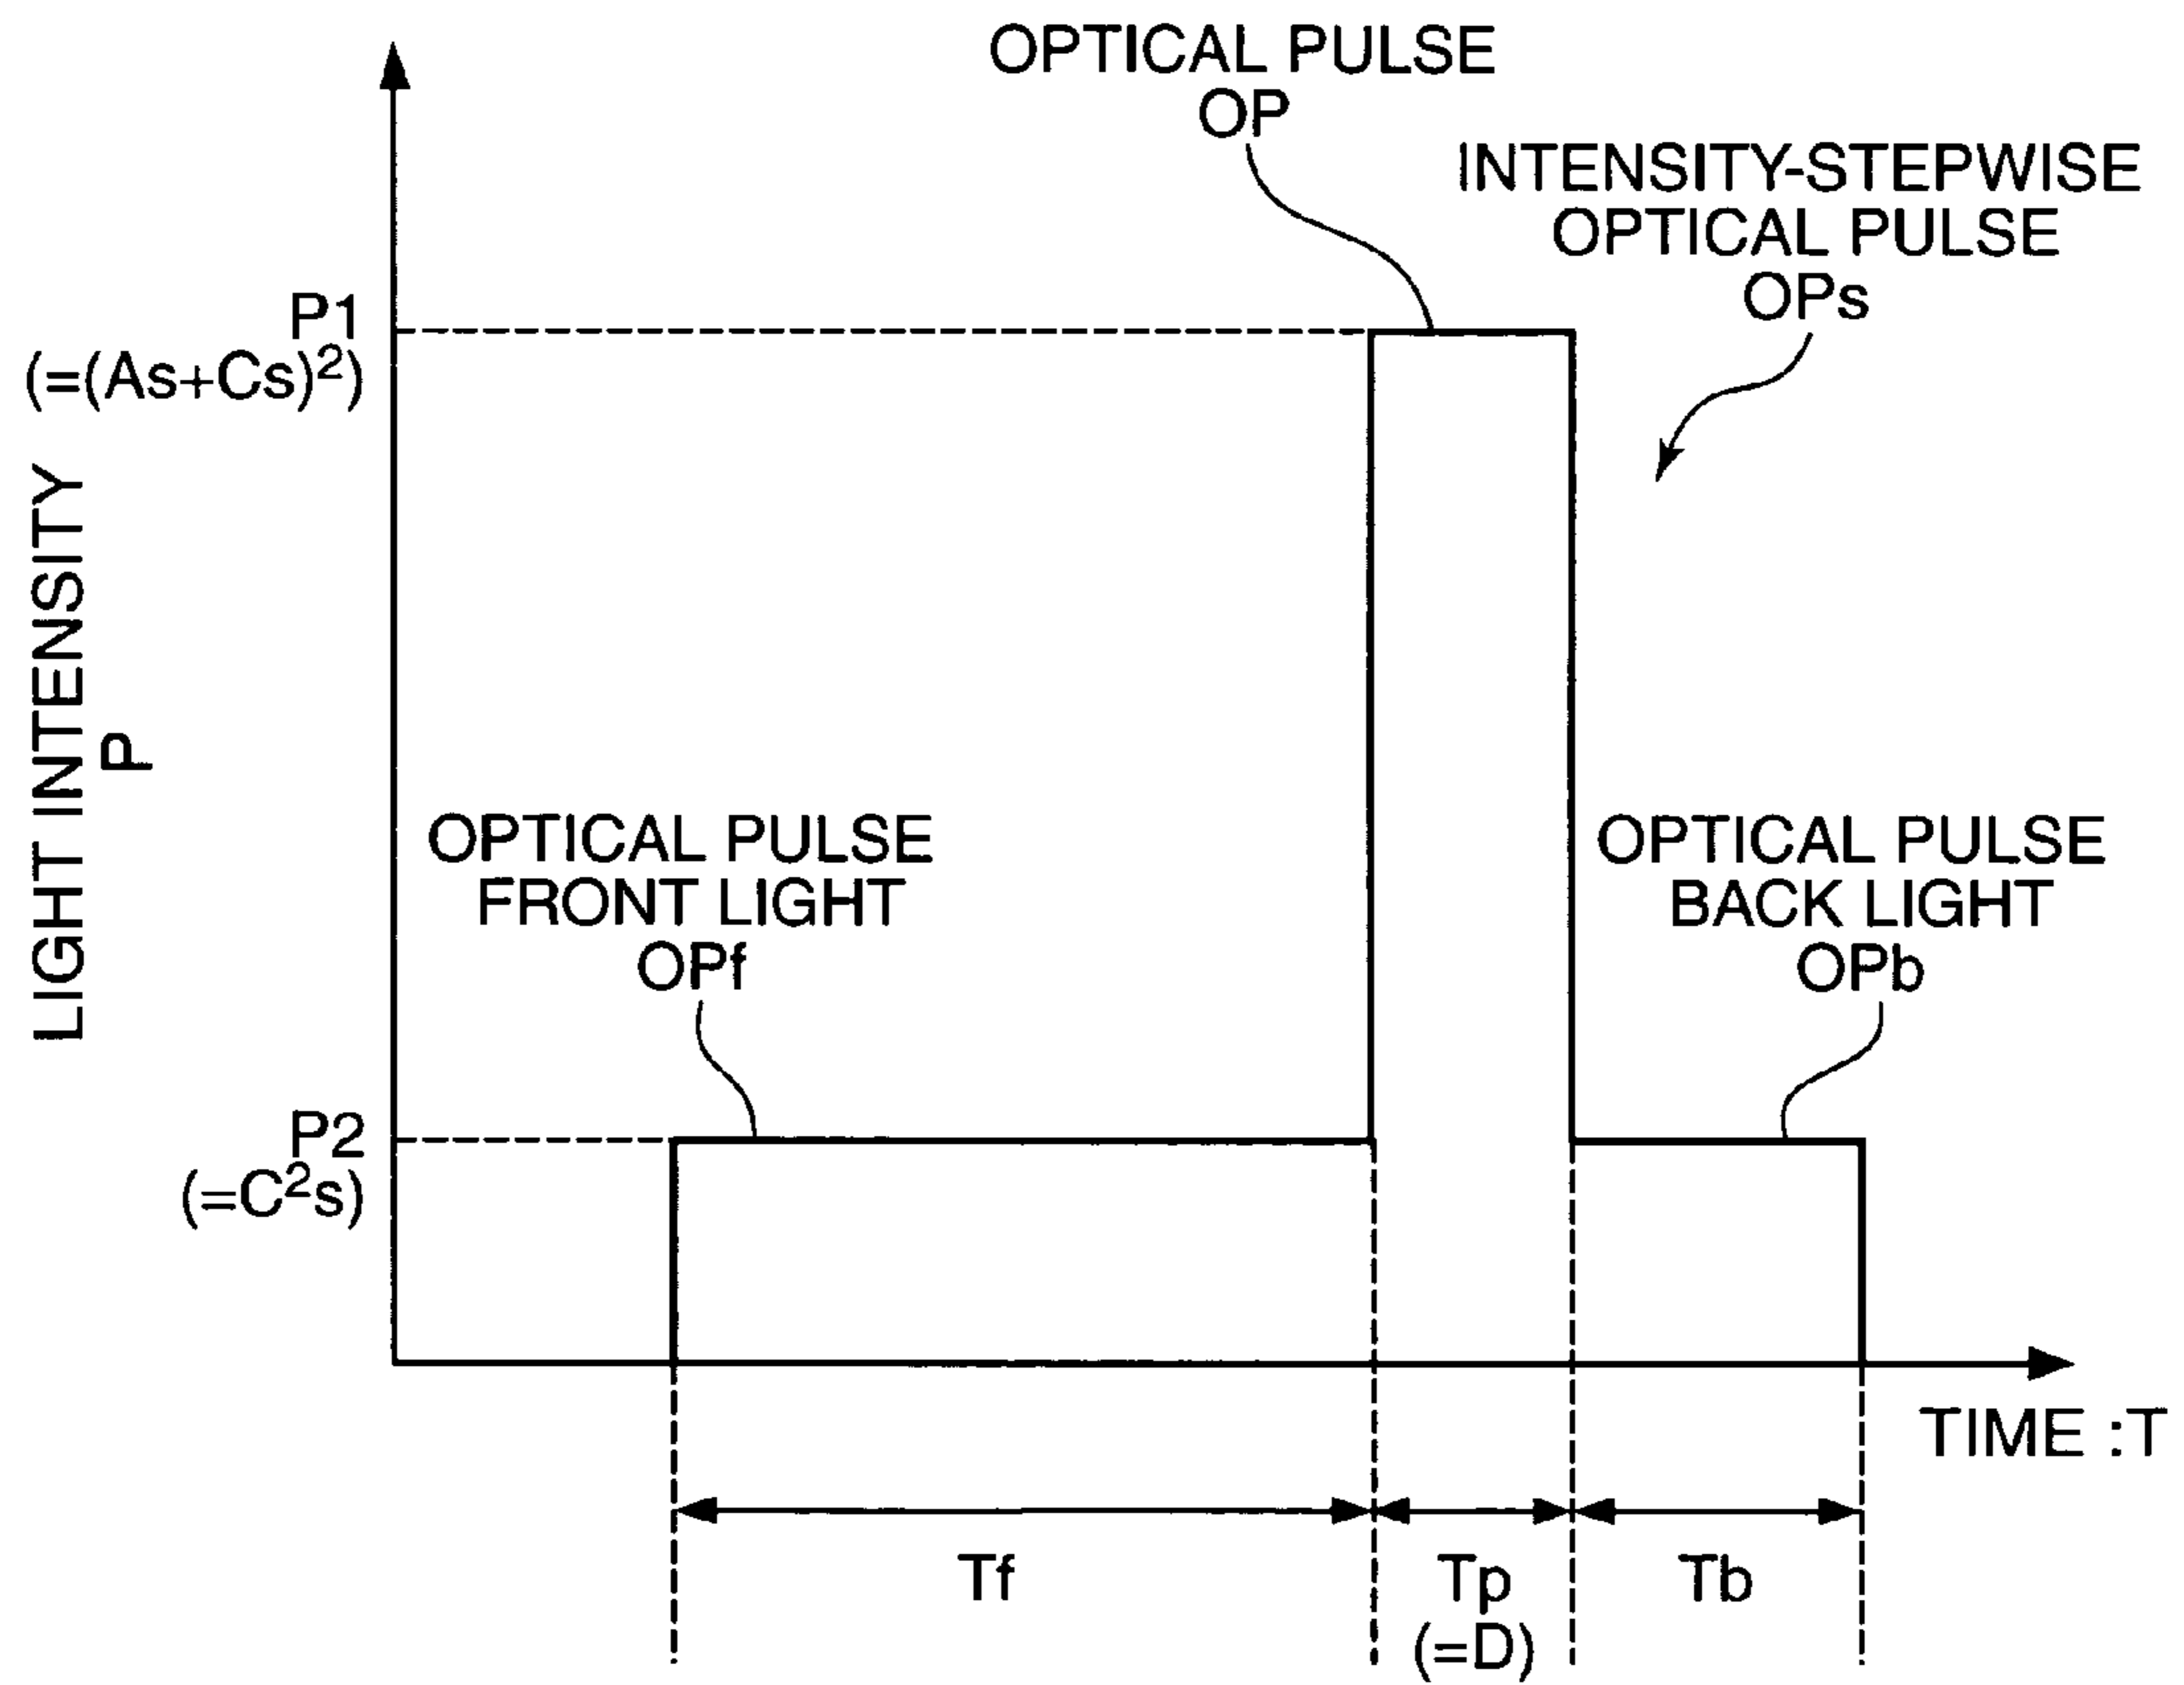 OPTICAL PULSE
OP
INTENSITY-STEPWISE
OPTICAL PULSE
OPs
P1
(=(As+Cs)²)
LIGHT INTENSITY
P
OPTICAL PULSE
FRONT LIGHT
OPf
OPTICAL PULSE
BACK LIGHT
OPb
P2
(=C²s)
TIME :T
Tf
Tp
(=D)
Tb